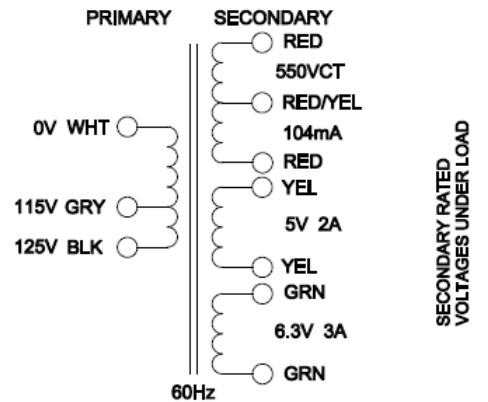 PRIMARY
SECONDARY
RED
550VCT
RED/YEL
104mA
RED
0V WHT
115V GRY
125V BLK
YEL
5V 2A
YEL
GRN
6.3V 3A
GRN
60Hz
SECONDARY RATED
VOLTAGES UNDER LOAD